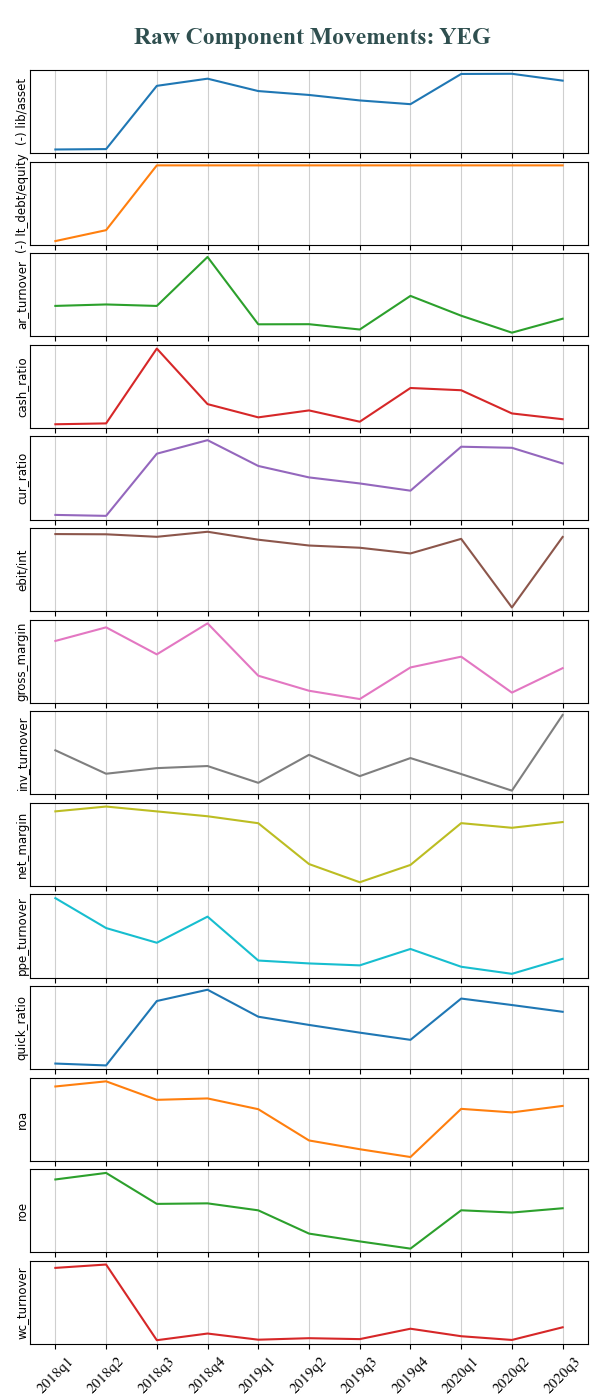 Raw Component Movements: YEG
(-) lib/asset
(-) lt_debt/equity
ar_turnover
cash_ratio
cur_ratio
ebit/int
gross_margin
inv_turnover
net_margin
ppe_turnover
quick_ratio
roa
roe
wc_turnover
2018q1 2018q2 2018q3 2018q4 2019q1 2019q2 2019q3 2019q4 2020q1 2020q2 2020q3